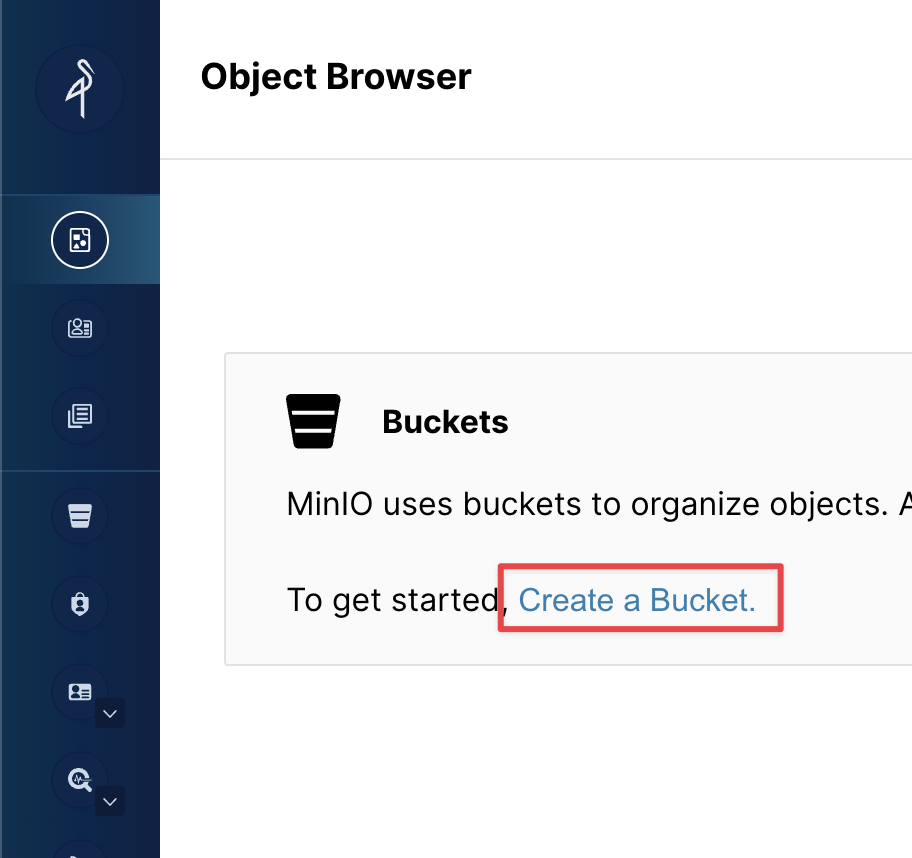 Object Browser
Buckets
MinIO uses buckets to organize objects. A
To get started, Create a Bucket.